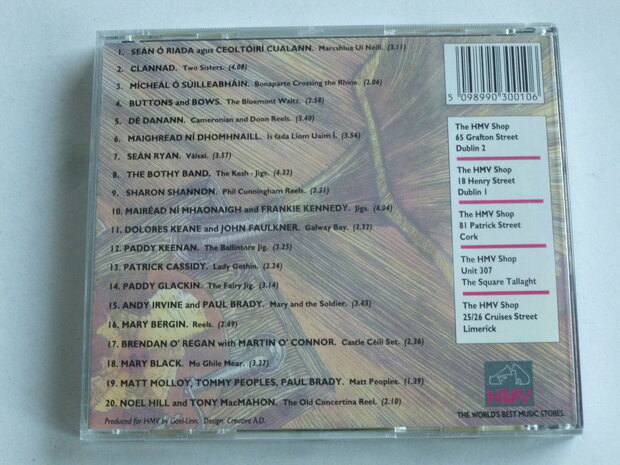 1. SEÁN Ó RIADA agus CEOLTÓIRÍ CUALANN. Marcshlua Uí Néill. (3.11)
2. CLANNAD. Two Sisters. (4.08)
3. MÍCHEÁL Ó SÚILLEABHÁIN. Bonaparte Crossing the Rhine. (2.06)
4. BUTTONS and BOWS. The Bluemont Waltz. (2.58)
5. DÉ DANANN. Cameronian and Doon Reels. (3.40)
6. MAIGHREAD NÍ DHOMHNAILL. Is fada Liom Uaim Í. (3.54)
7. SEÁN RYAN. Válsaí. (3.57)
8. THE BOTHY BAND. The Kesh - Jigs. (4.32)
9. SHARON SHANNON. Phil Cunningham Reels. (3.31)
10. MAIRÉAD NÍ MHAONAIGH and FRANKIE KENNEDY. Jigs. (4.04)
11. DOLORES KEANE and JOHN FAULKNER. Galway Bay. (3.32)
12. PADDY KEENAN. The Ballintore Jig. (3.25)
13. PATRICK CASSIDY. Lady Gethin. (2.24)
14. PADDY GLACKIN. The Fairy Jig. (3.14)
15. ANDY IRVINE and PAUL BRADY. Mary and the Soldier. (3.43)
16. MARY BERGIN. Reels. (2.49)
17. BRENDAN O' REGAN with MARTIN O' CONNOR. Castle Céilí Set. (2.36)
18. MARY BLACK. Mo Ghile Mear. (3.27)
19. MATT MOLLOY, TOMMY PEOPLES, PAUL BRADY. Matt Peoples. (1.39)
20. NOEL HILL and TONY MacMAHON. The Old Concertina Reel. (2.10)
Produced for HMV by Gael-Linn. Design: Creative A.D.
5 098990 300106
The HMV Shop
65 Grafton Street
Dublin 2
The HMV Shop
18 Henry Street
Dublin 1
The HMV Shop
81 Patrick Street
Cork
The HMV Shop
Unit 307
The Square Tallaght
The HMV Shop
25/26 Cruises Street
Limerick
HMV
THE WORLD'S BEST MUSIC STORES.